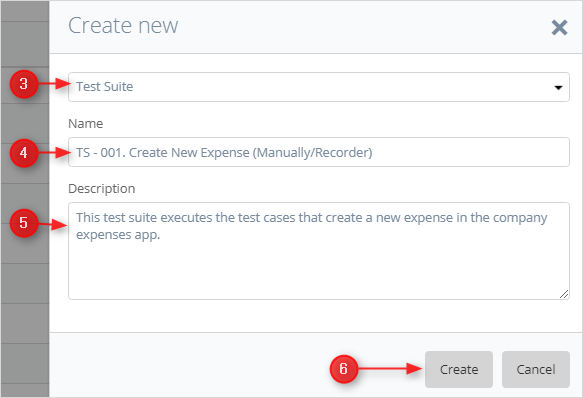 Create new
3
Test Suite
Name
4
TS - 001. Create New Expense (Manually/Recorder)
Description
5
This test suite executes the test cases that create a new expense in the company
expenses app.
6
Create
Cancel